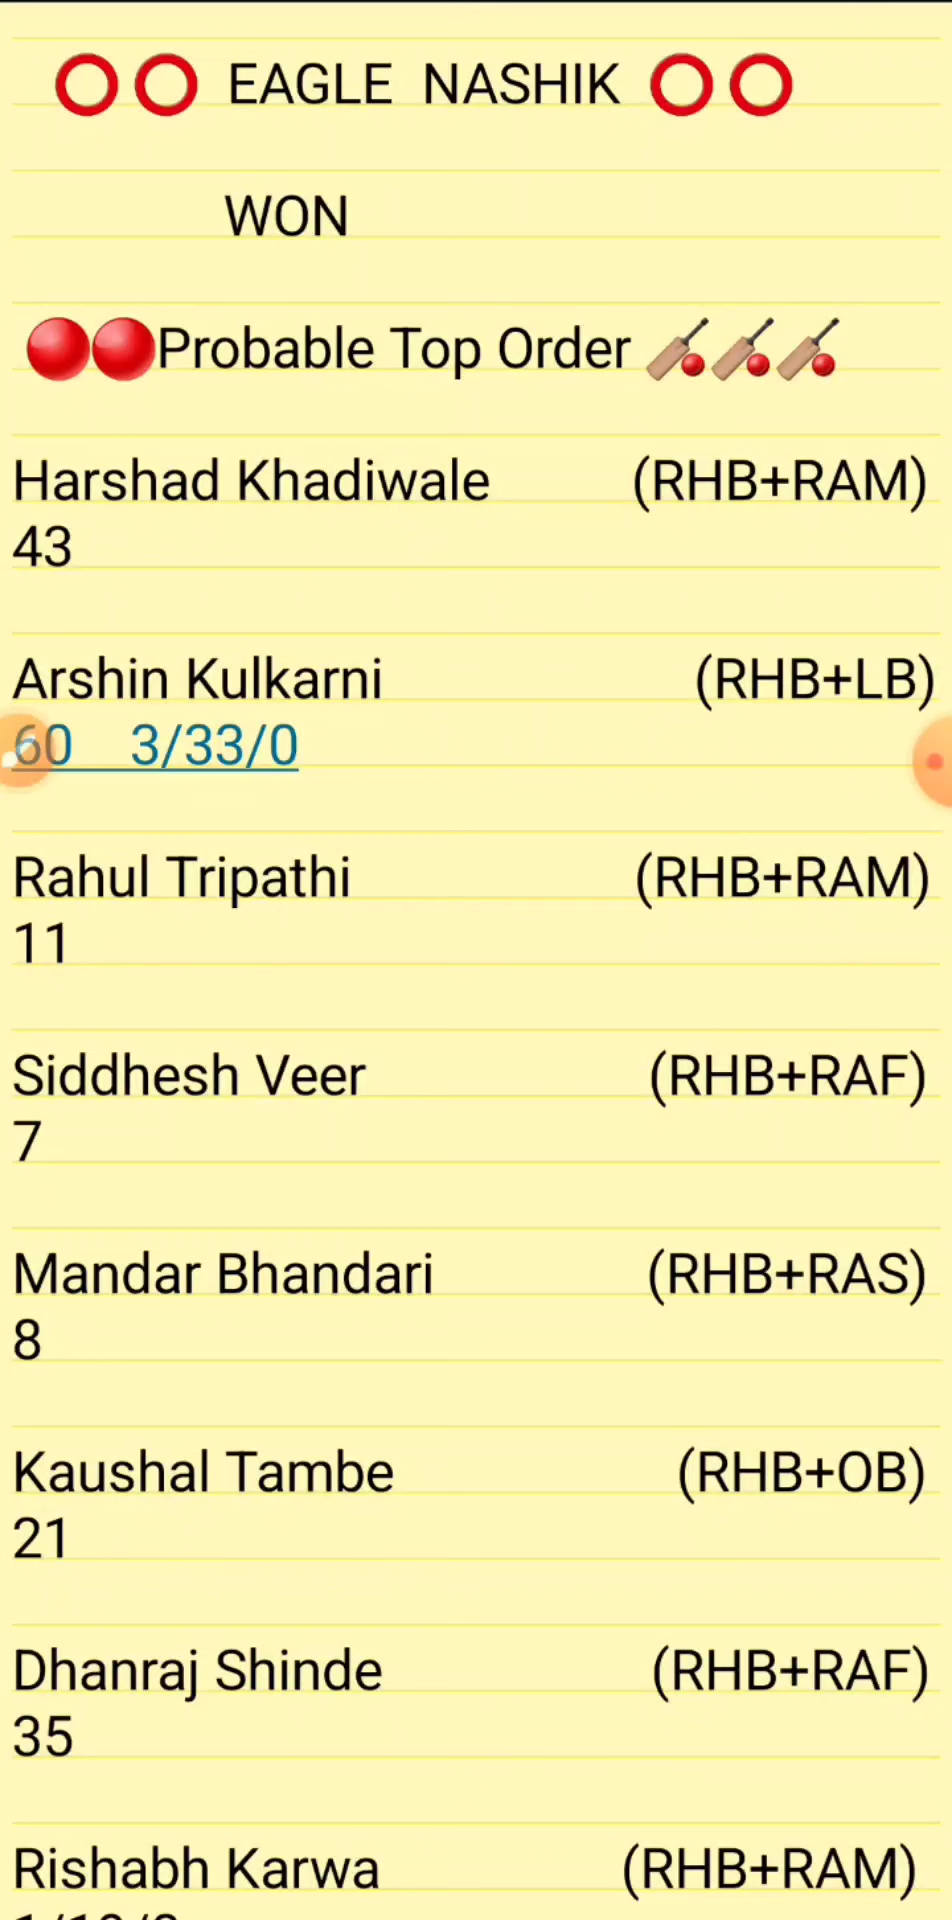 ⭕⭕ EAGLE NASHIK ⭕⭕
WON
🔴🔴Probable Top Order 🏏🏏🏏
Harshad Khadiwale (RHB+RAM)
43
Arshin Kulkarni (RHB+LB)
60 3/33/0
Rahul Tripathi (RHB+RAM)
11
Siddhesh Veer (RHB+RAF)
7
Mandar Bhandari (RHB+RAS)
8
Kaushal Tambe (RHB+OB)
21
Dhanraj Shinde (RHB+RAF)
35
Rishabh Karwa (RHB+RAM)